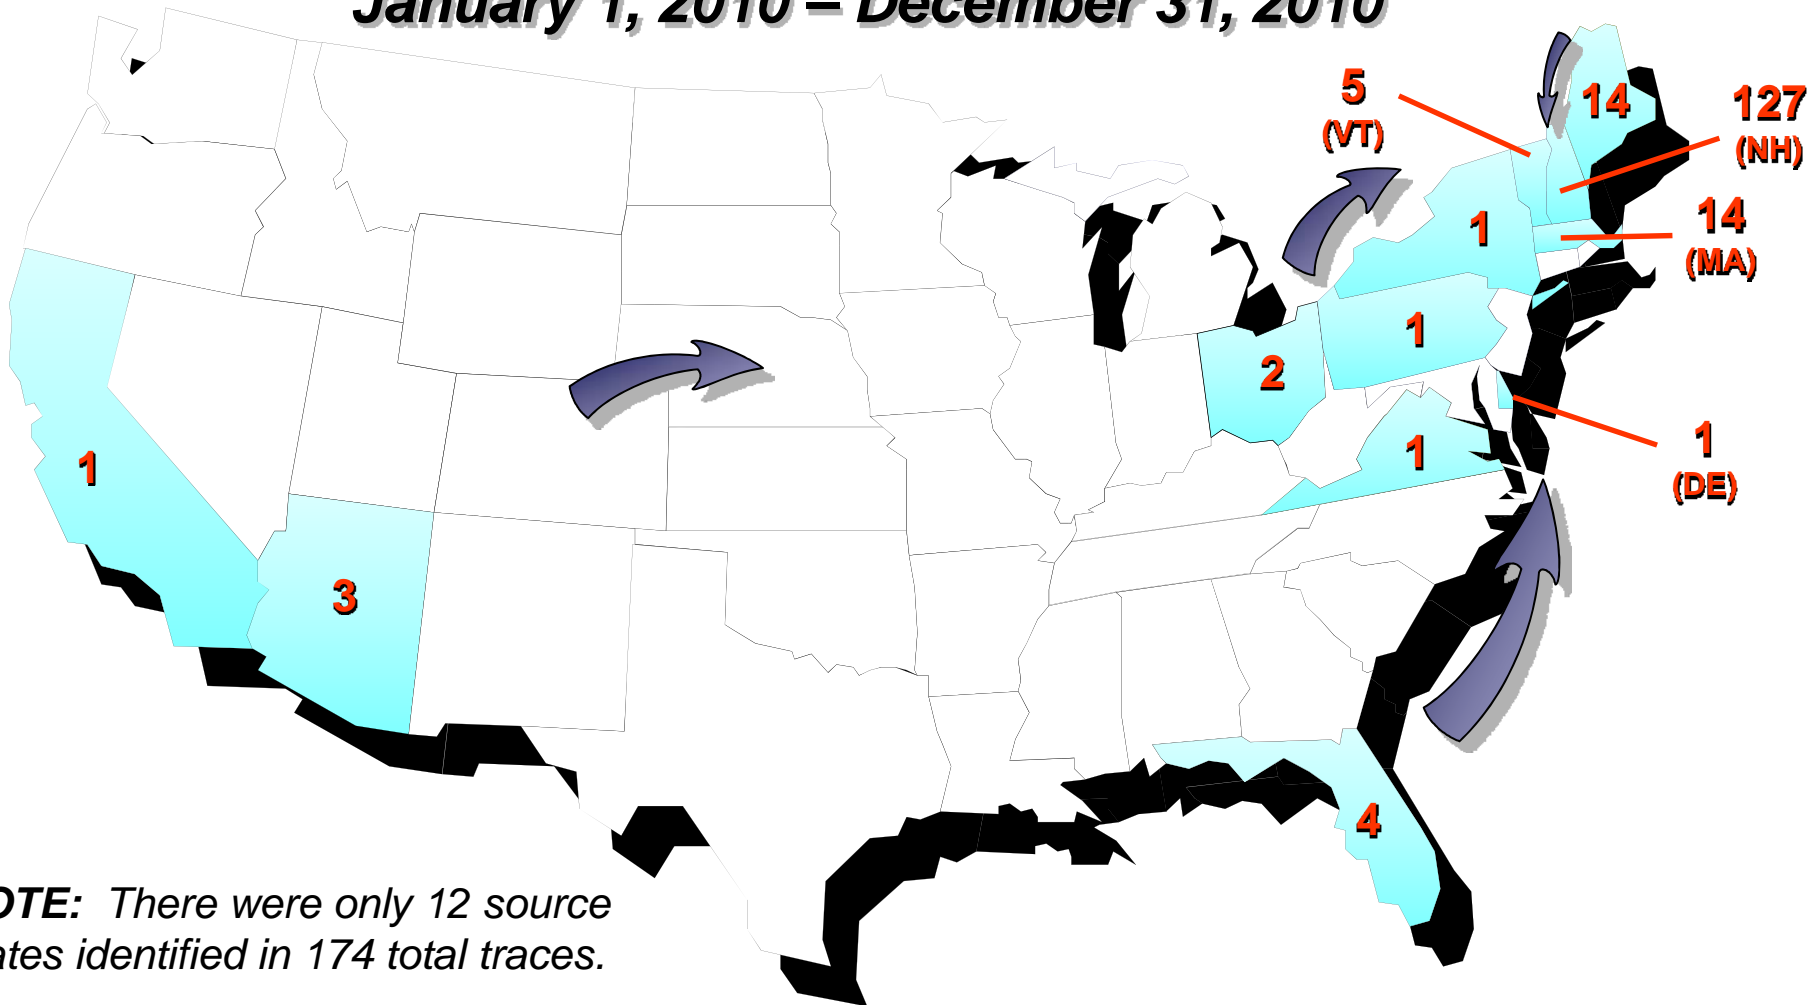 January 1, 2010 – December 31, 2010
5
(VT)
14
127
(NH)
1
14
(MA)
1
2
1
1
(DE)
1
3
4
OTE: There were only 12 source
ates identified in 174 total traces.